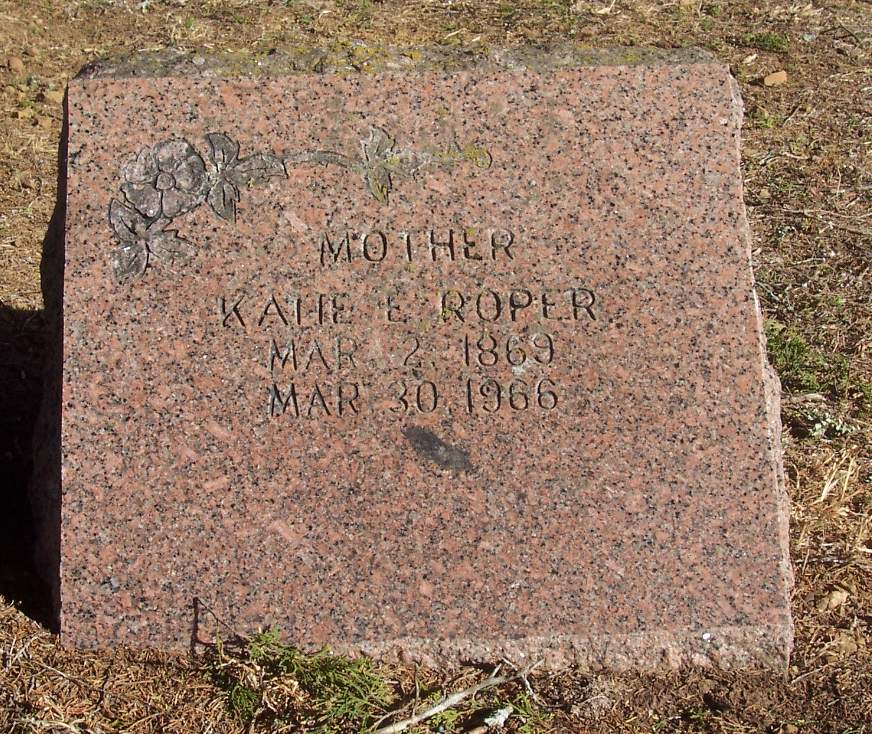 MOTHER
KATIE E ROPER
MAR 2, 1869
MAR 30, 1966